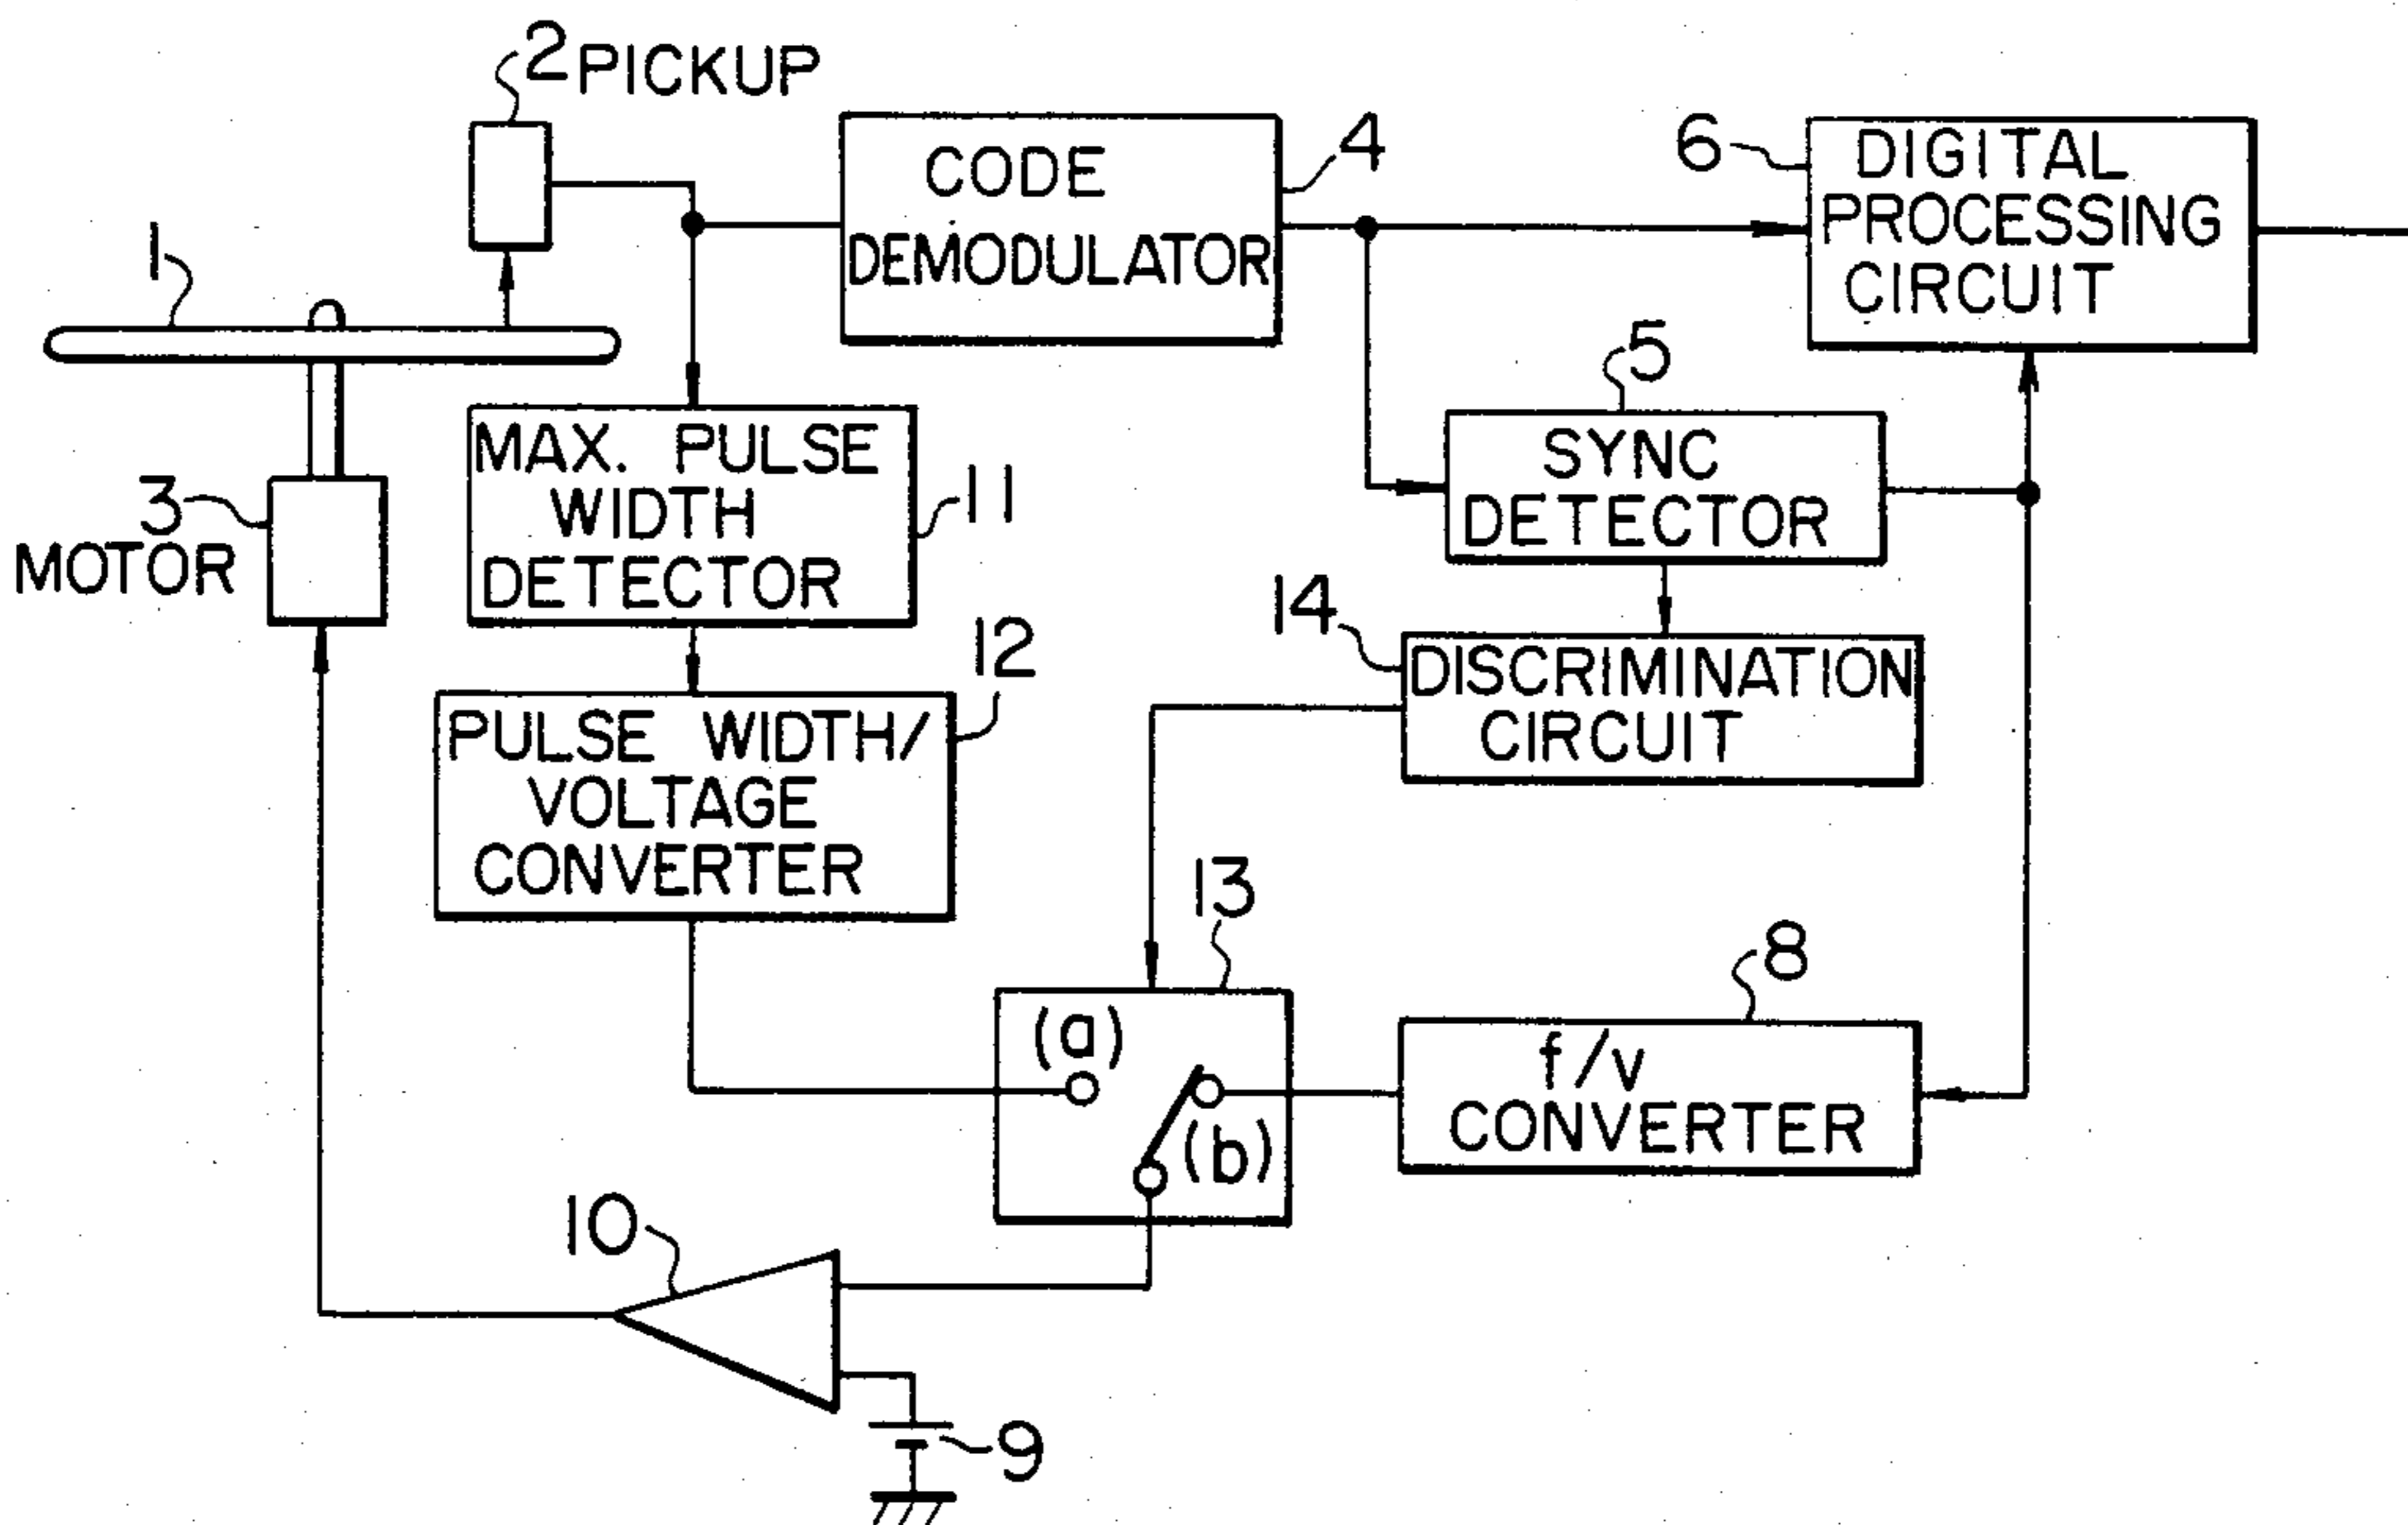 2 PICKUP
1
3
MOTOR
CODE
DEMODULATOR
4
6
DIGITAL
PROCESSING
CIRCUIT
5
SYNC
DETECTOR
MAX. PULSE
WIDTH
DETECTOR
11
14
DISCRIMINATION
CIRCUIT
12
PULSE WIDTH/
VOLTAGE
CONVERTER
13
(a)
(b)
8
f/v
CONVERTER
10
9